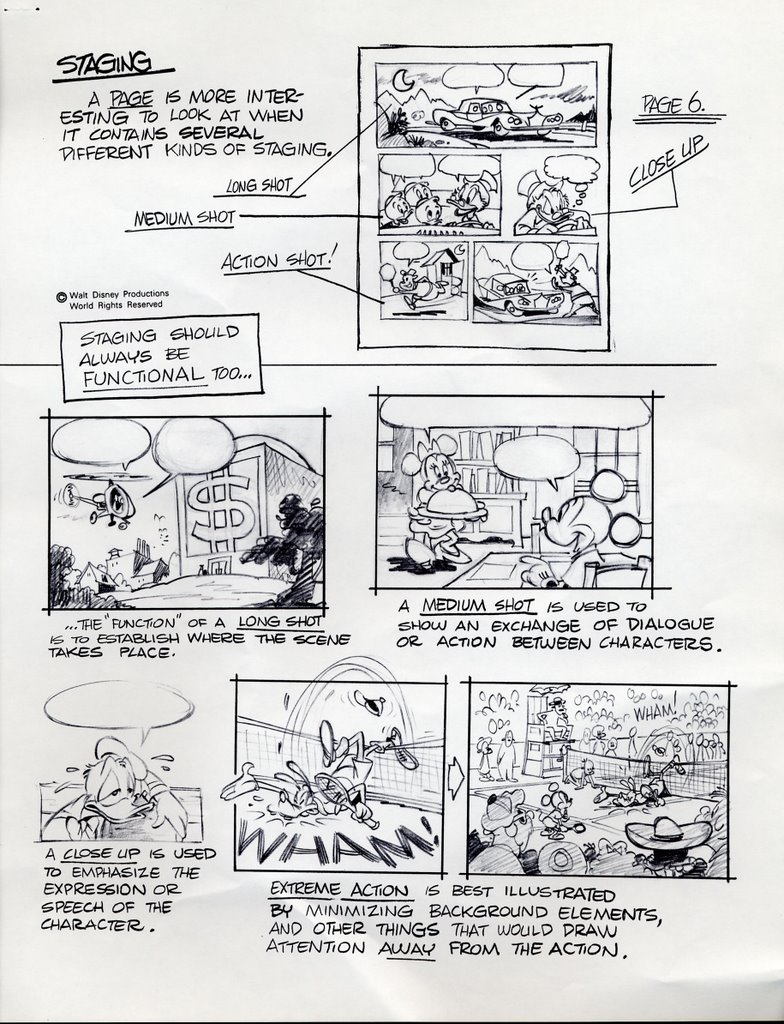 STAGING
A PAGE IS MORE INTER-
ESTING TO LOOK AT WHEN
IT CONTAINS SEVERAL
DIFFERENT KINDS OF STAGING.
PAGE 6.
CLOSE UP
LONG SHOT
MEDIUM SHOT
ACTION SHOT!
© Walt Disney Productions
World Rights Reserved
STAGING SHOULD
ALWAYS BE
FUNCTIONAL TOO...
$
...THE "FUNCTION" OF A LONG SHOT
IS TO ESTABLISH WHERE THE SCENE
TAKES PLACE.
A MEDIUM SHOT IS USED TO
SHOW AN EXCHANGE OF DIALOGUE
OR ACTION BETWEEN CHARACTERS.
WHAM!
WHAM!
A CLOSE UP IS USED
TO EMPHASIZE THE
EXPRESSION OR
SPEECH OF THE
CHARACTER.
EXTREME ACTION IS BEST ILLUSTRATED
BY MINIMIZING BACKGROUND ELEMENTS,
AND OTHER THINGS THAT WOULD DRAW
ATTENTION AWAY FROM THE ACTION.